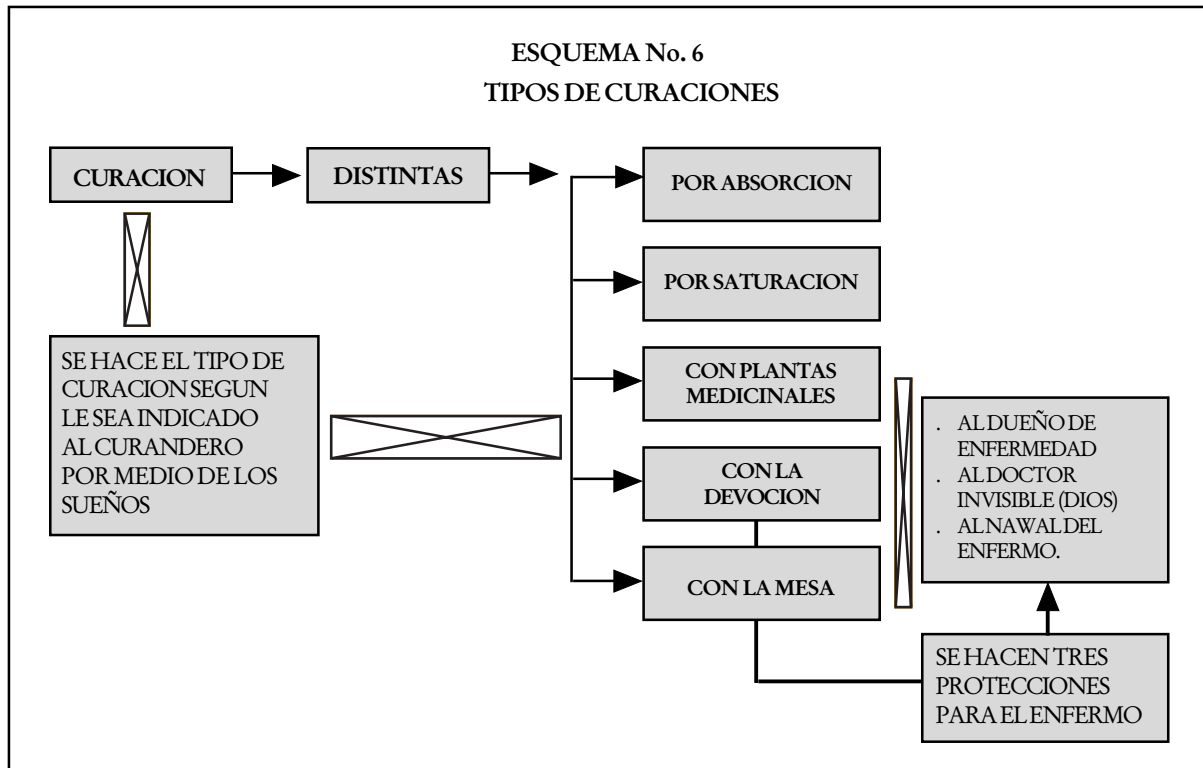 ESQUEMA No. 6
TIPOS DE CURACIONES
CURACION
DISTINTAS
POR ABSORCION
POR SATURACION
CON PLANTAS
MEDICINALES
CON LA
DEVOCION
CON LA MESA
SE HACE EL TIPO DE
CURACION SEGUN
LE SEA INDICADO
AL CURANDERO
POR MEDIO DE LOS
SUEÑOS
. AL DUEÑO DE
ENFERMEDAD
. AL DOCTOR
INVISIBLE (DIOS)
. AL NAWAL DEL
ENFERMO.
SE HACEN TRES
PROTECCIONES
PARA EL ENFERMO